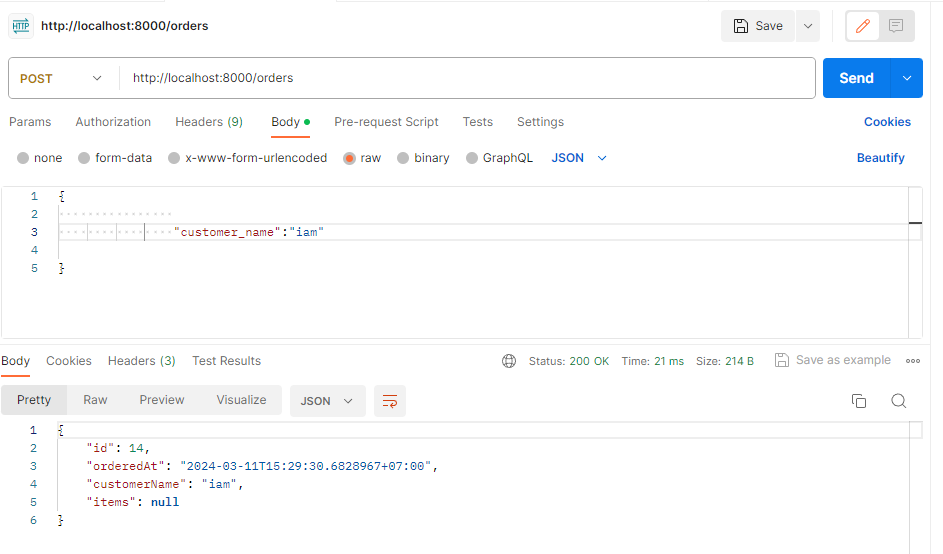 HTTP http://localhost:8000/orders Save
POST http://localhost:8000/orders Send
Params Authorization Headers (9) Body Pre-request Script Tests Settings Cookies
none form-data x-www-form-urlencoded raw binary GraphQL JSON Beautify
1 {
2
3 "customer_name":"iam"
4
5 }
Body Cookies Headers (3) Test Results Status: 200 OK Time: 21 ms Size: 214 B Save as example
Pretty Raw Preview Visualize JSON
1 {
2 "id": 14,
3 "orderedAt": "2024-03-11T15:29:30.6828967+07:00",
4 "customerName": "iam",
5 "items": null
6 }